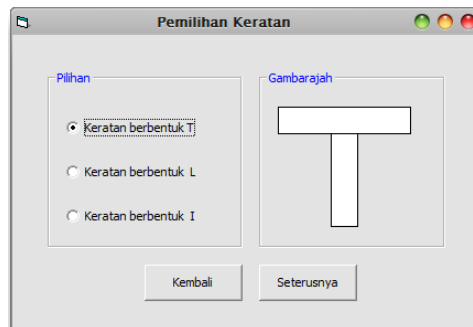 Pemilihan Keratan
Pilihan
Keratan berbentuk T
Keratan berbentuk L
Keratan berbentuk I
Gambarajah
Kembali
Seterusnya